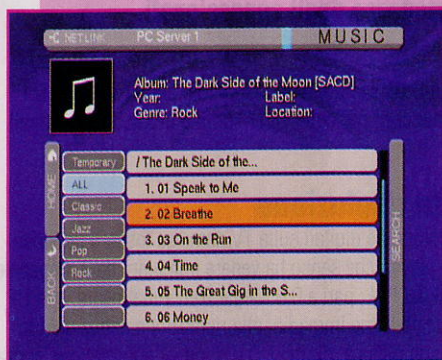 NETLINK PC Server 1 MUSIC
Album: The Dark Side of the Moon [SACD]
Year: Label:
Genre: Rock Location:
HOME
BACK
Temporary
ALL
Classic
Jazz
Pop
Rock
/ The Dark Side of the...
1. 01 Speak to Me
2. 02 Breathe
3. 03 On the Run
4. 04 Time
5. 05 The Great Gig in the S...
6. 06 Money
SEARCH